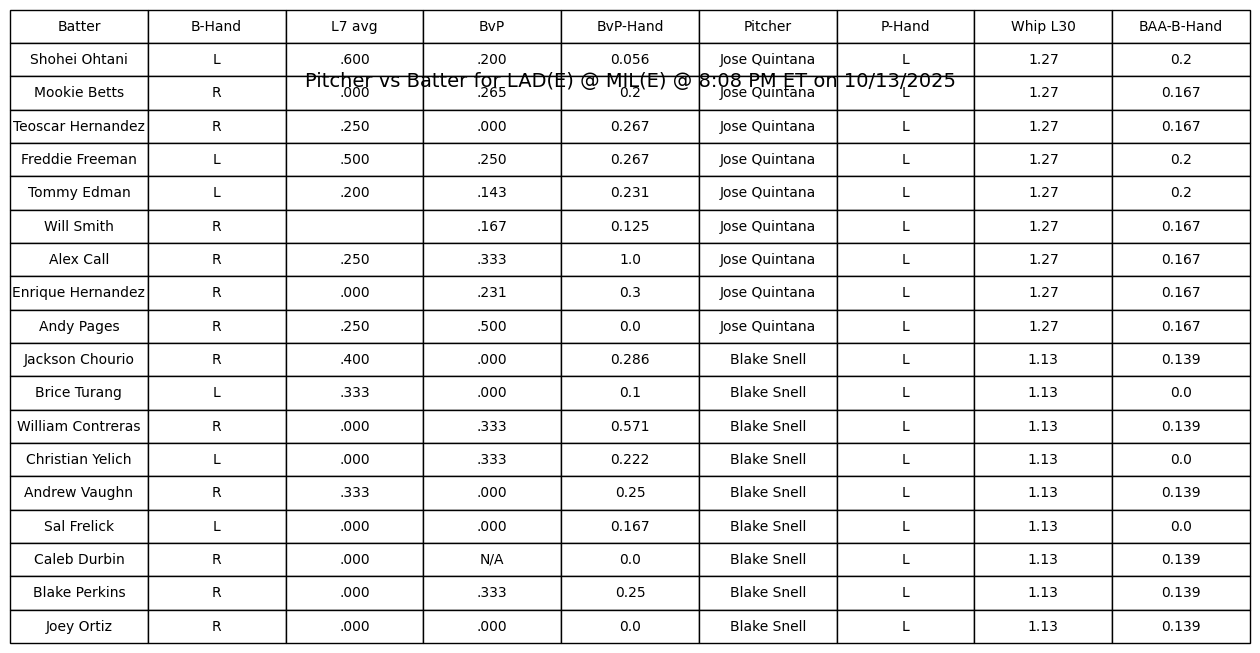 Batter B-Hand L7 avg BvP BvP-Hand Pitcher P-Hand Whip L30 BAA-B-Hand
Shohei Ohtani L .600 .200 0.056 Jose Quintana L 1.27 0.2
Pitcher vs Batter for LAD(E) @ MIL(E) @ 8:08 PM ET on 10/13/2025
Mookie Betts R .000 .265 0.2 Jose Quintana L 1.27 0.167
Teoscar Hernandez R .250 .000 0.267 Jose Quintana L 1.27 0.167
Freddie Freeman L .500 .250 0.267 Jose Quintana L 1.27 0.2
Tommy Edman L .200 .143 0.231 Jose Quintana L 1.27 0.2
Will Smith R .167 0.125 Jose Quintana L 1.27 0.167
Alex Call R .250 .333 1.0 Jose Quintana L 1.27 0.167
Enrique Hernandez R .000 .231 0.3 Jose Quintana L 1.27 0.167
Andy Pages R .250 .500 0.0 Jose Quintana L 1.27 0.167
Jackson Chourio R .400 .000 0.286 Blake Snell L 1.13 0.139
Brice Turang L .333 .000 0.1 Blake Snell L 1.13 0.0
William Contreras R .000 .333 0.571 Blake Snell L 1.13 0.139
Christian Yelich L .000 .333 0.222 Blake Snell L 1.13 0.0
Andrew Vaughn R .333 .000 0.25 Blake Snell L 1.13 0.139
Sal Frelick L .000 .000 0.167 Blake Snell L 1.13 0.0
Caleb Durbin R .000 N/A 0.0 Blake Snell L 1.13 0.139
Blake Perkins R .000 .333 0.25 Blake Snell L 1.13 0.139
Joey Ortiz R .000 .000 0.0 Blake Snell L 1.13 0.139